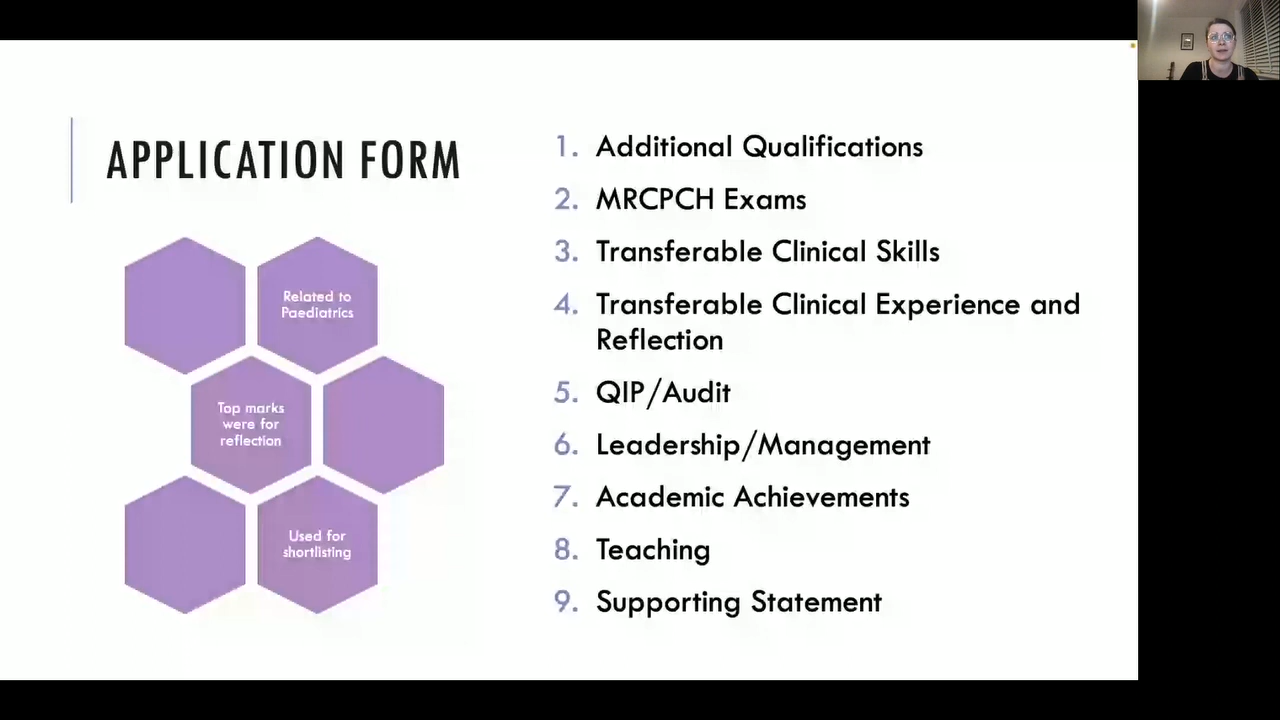 APPLICATION FORM
Related to
Paediatrics
Top marks
were for
reflection
Used for
shortlisting
1. Additional Qualifications
2. MRCPCH Exams
3. Transferable Clinical Skills
4. Transferable Clinical Experience and
Reflection
5. QIP/Audit
6. Leadership/Management
7. Academic Achievements
8. Teaching
9. Supporting Statement